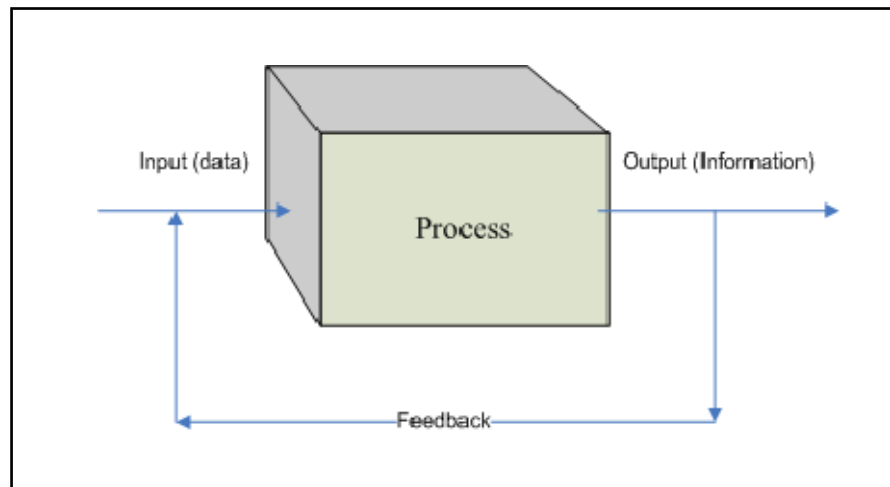 Input (data)
Output (Information)
Process
Feedback